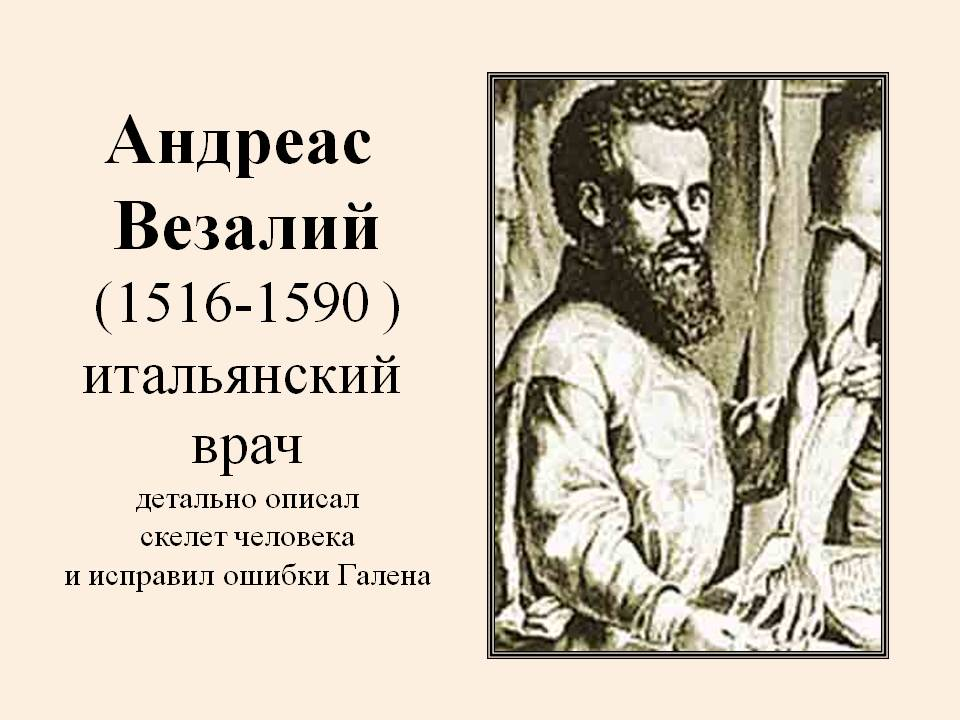 Андреас
Везалий
(1516-1590 )
итальянский
врач
детально описал
скелет человека
и исправил ошибки Галена